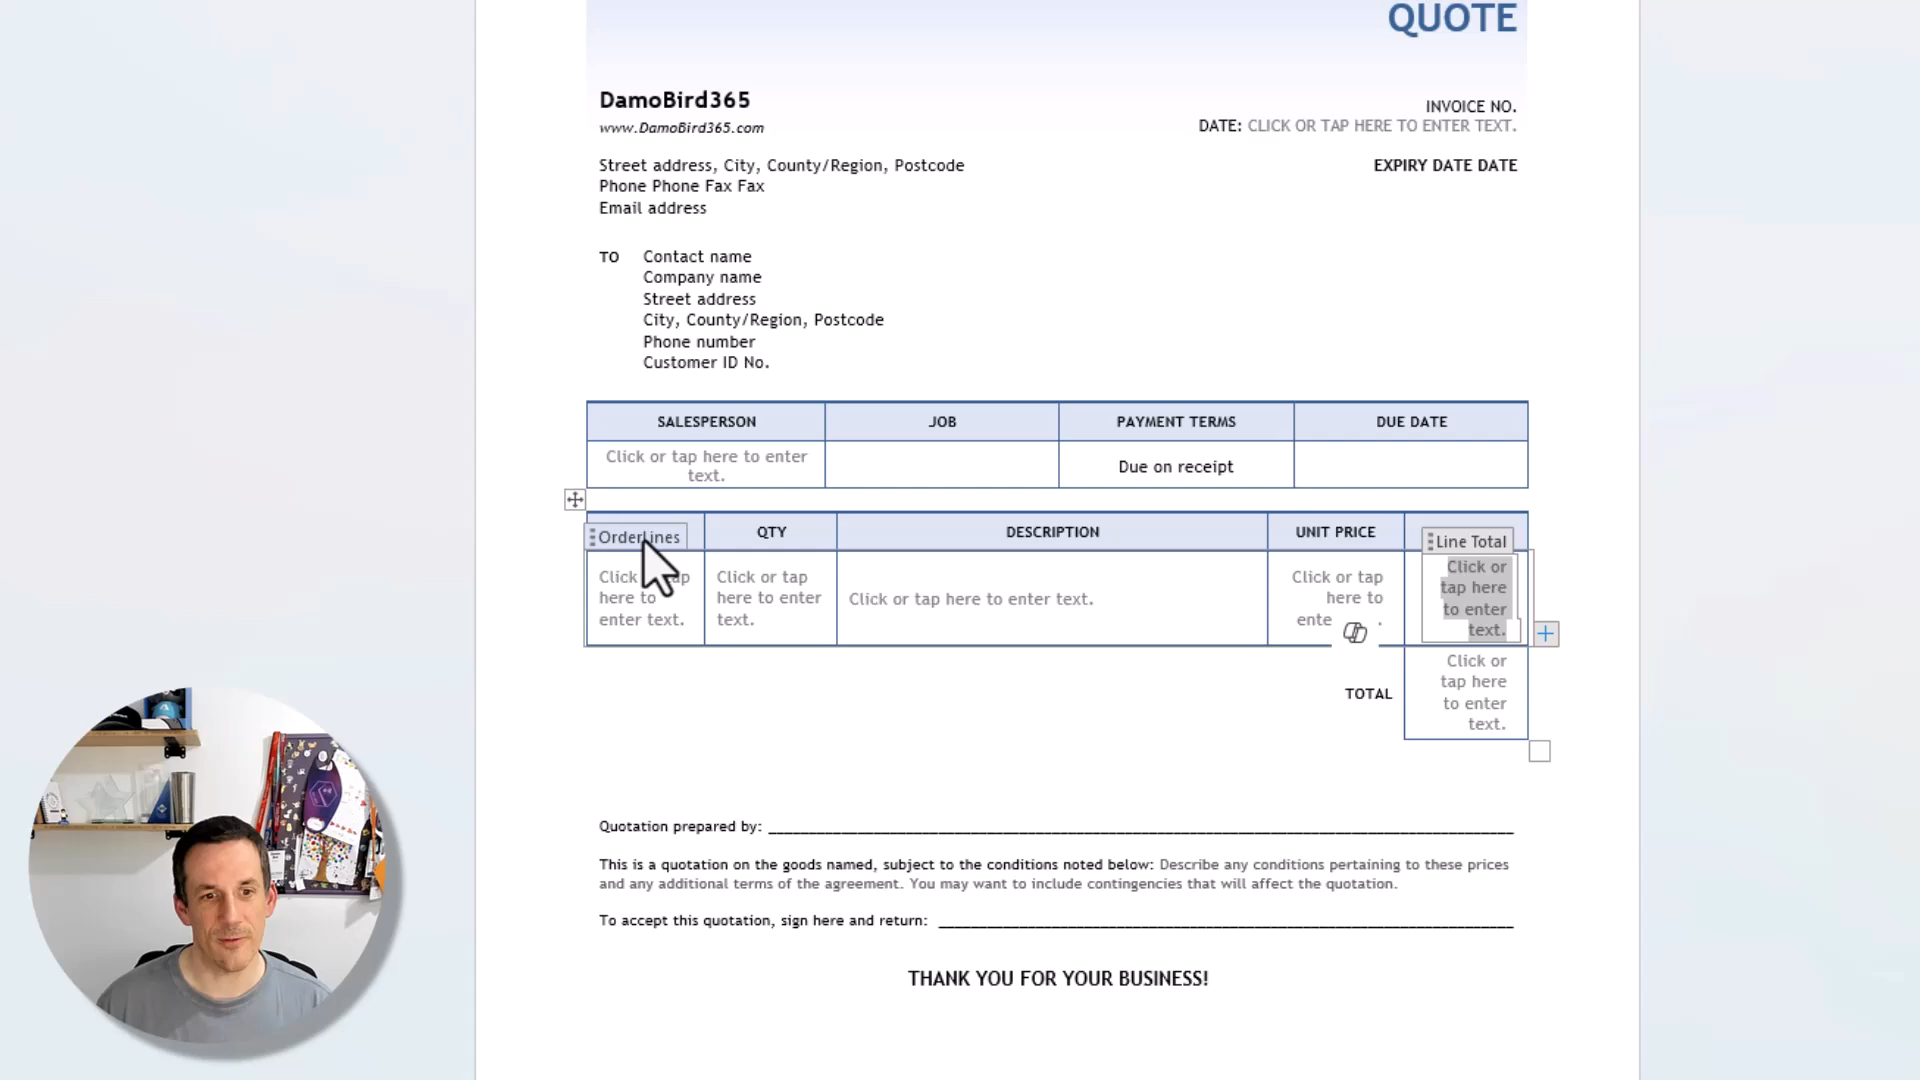 QUOTE
DamoBird365
www.DamoBird365.com
INVOICE NO.
DATE: CLICK OR TAP HERE TO ENTER TEXT.
Street address, City, County/Region, Postcode
Phone Phone Fax Fax
Email address
EXPIRY DATE DATE
TO
Contact name
Company name
Street address
City, County/Region, Postcode
Phone number
Customer ID No.
SALESPERSON JOB PAYMENT TERMS DUE DATE
Click or tap here to enter
text.
Due on receipt
OrderLines QTY DESCRIPTION UNIT PRICE Line Total
Click
here to
enter text.
Click or tap
here to enter
text.
Click or tap here to enter text.
Click or tap
here to
Click or
tap here
to enter
text.
TOTAL
Click or
tap here
to enter
text.
Quotation prepared by:
This is a quotation on the goods named, subject to the conditions noted below: Describe any conditions pertaining to these prices
and any additional terms of the agreement. You may want to include contingencies that will affect the quotation.
To accept this quotation, sign here and return:
THANK YOU FOR YOUR BUSINESS!